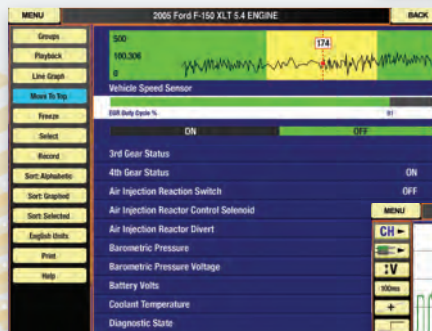 MENU 2005 Ford F-150 XLT 5.4 ENGINE BACK
Groups
Playback
Line Graph
Move To Top
Freeze
Select
Record
Sort: Alphabetic
Sort: Graphed
Sort: Selected
English Units
Print
Help
500
100.306
0
174
Vehicle Speed Sensor
EGR Duty Cycle %
ON OFF
3rd Gear Status
4th Gear Status ON
Air Injection Reaction Switch OFF
Air Injection Reactor Control Solenoid
Air Injection Reactor Divert
Barometric Pressure
Barometric Pressure Voltage
Battery Volts
Coolant Temperature
Diagnostic State
MENU
CH
V
100ms
+
−